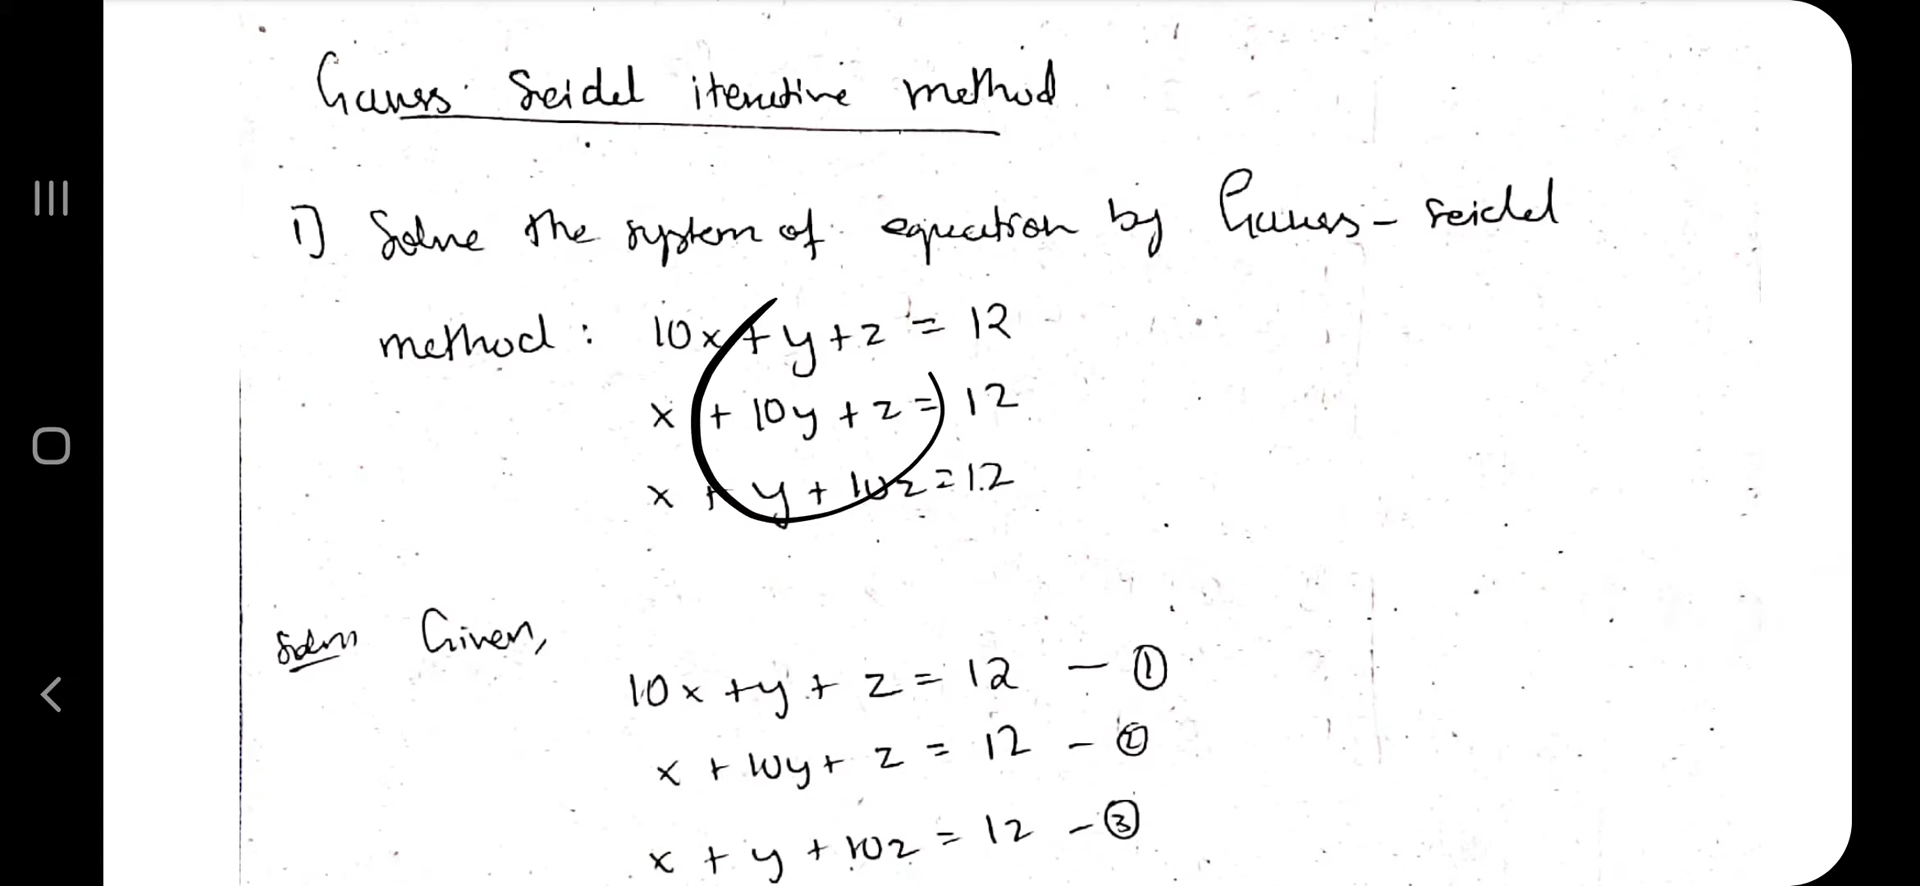 Gauss Seidel iterative method
1) Solve the system of equation by Gauss - seidel
method : 10x + y + z = 12
x + 10y + z = 12
x + y + 10z = 12
Soln Given,
10x + y + z = 12 — ①
x + 10y + z = 12 — ②
x + y + 10z = 12 — ③